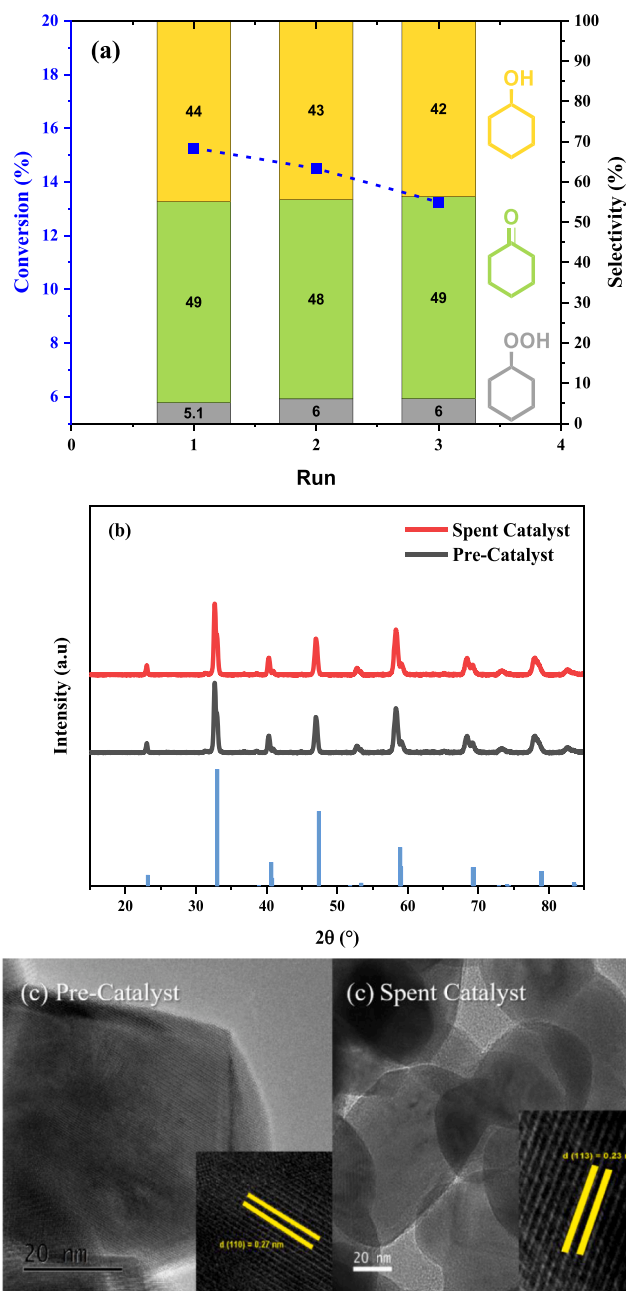 (a)
Conversion (%)
20
18
16
14
12
10
8
6
44
43
42
49
48
49
5.1
6
6
OH
O
OOH
100
90
80
70
60
50
40
30
20
10
0
Selectivity (%)
0
1
2
3
4
Run
(b)
Spent Catalyst
Pre-Catalyst
Intensity (a.u)
20
30
40
50
60
70
80
2θ (°)
(c) Pre-Catalyst
d (110) = 0.27 nm
20 nm
(c) Spent Catalyst
d (113) = 0.23
20 nm